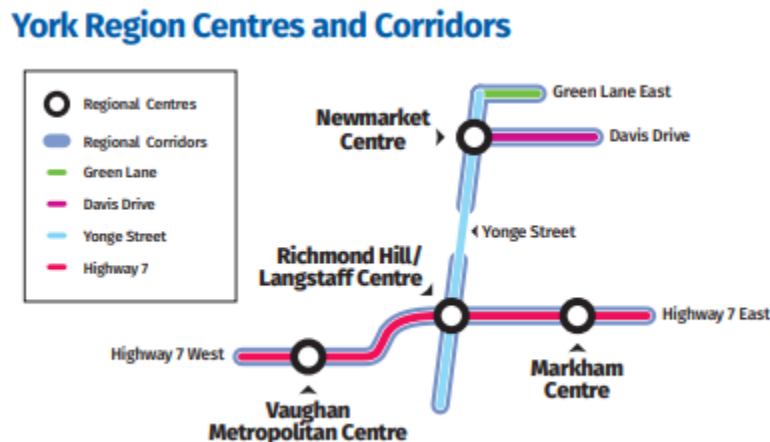 York Region Centres and Corridors
Regional Centres
Regional Corridors
Green Lane
Davis Drive
Yonge Street
Highway 7
Green Lane East
Newmarket
Centre
Davis Drive
Yonge Street
Richmond Hill/
Langstaff Centre
Highway 7 East
Highway 7 West
Markham
Centre
Vaughan
Metropolitan Centre